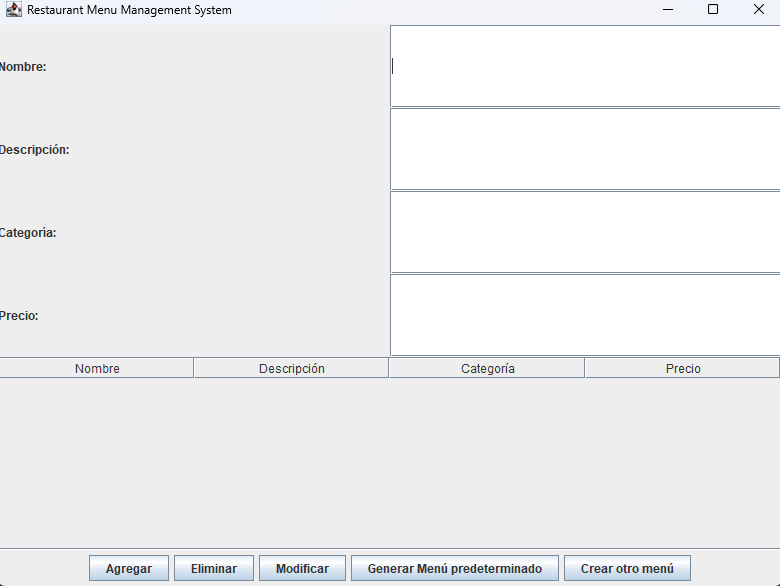 Restaurant Menu Management System
Nombre:
Descripción:
Categoría:
Precio:
Nombre Descripción Categoría Precio
Agregar Eliminar Modificar Generar Menú predeterminado Crear otro menú